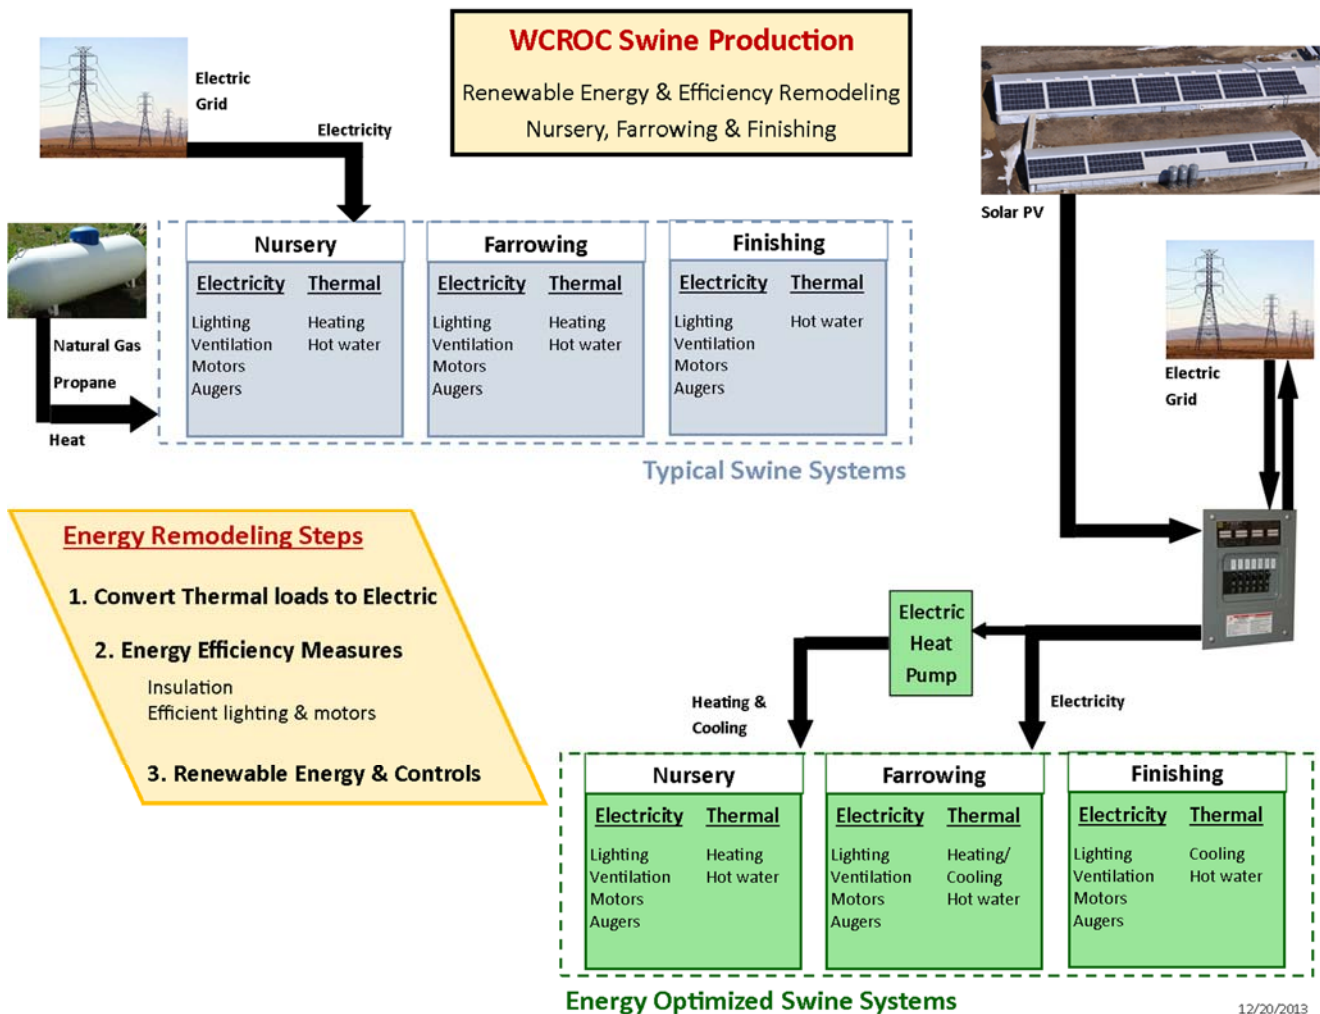 WCROC Swine Production
Renewable Energy & Efficiency Remodeling
Nursery, Farrowing & Finishing
Electric
Grid
Electricity
Solar PV
Natural Gas
Propane
Heat
Nursery
Electricity Thermal
Lighting Heating
Ventilation Hot water
Motors
Augers
Farrowing
Electricity Thermal
Lighting Heating
Ventilation Hot water
Motors
Augers
Finishing
Electricity Thermal
Lighting Hot water
Ventilation
Motors
Augers
Typical Swine Systems
Electric
Grid
Energy Remodeling Steps
1. Convert Thermal loads to Electric
2. Energy Efficiency Measures
Insulation
Efficient lighting & motors
3. Renewable Energy & Controls
Electric
Heat
Pump
Heating &
Cooling
Electricity
Nursery
Electricity Thermal
Lighting Heating
Ventilation Hot water
Motors
Augers
Farrowing
Electricity Thermal
Lighting Heating/
Ventilation Cooling
Motors Hot water
Augers
Finishing
Electricity Thermal
Lighting Cooling
Ventilation Hot water
Motors
Augers
Energy Optimized Swine Systems
12/20/2013